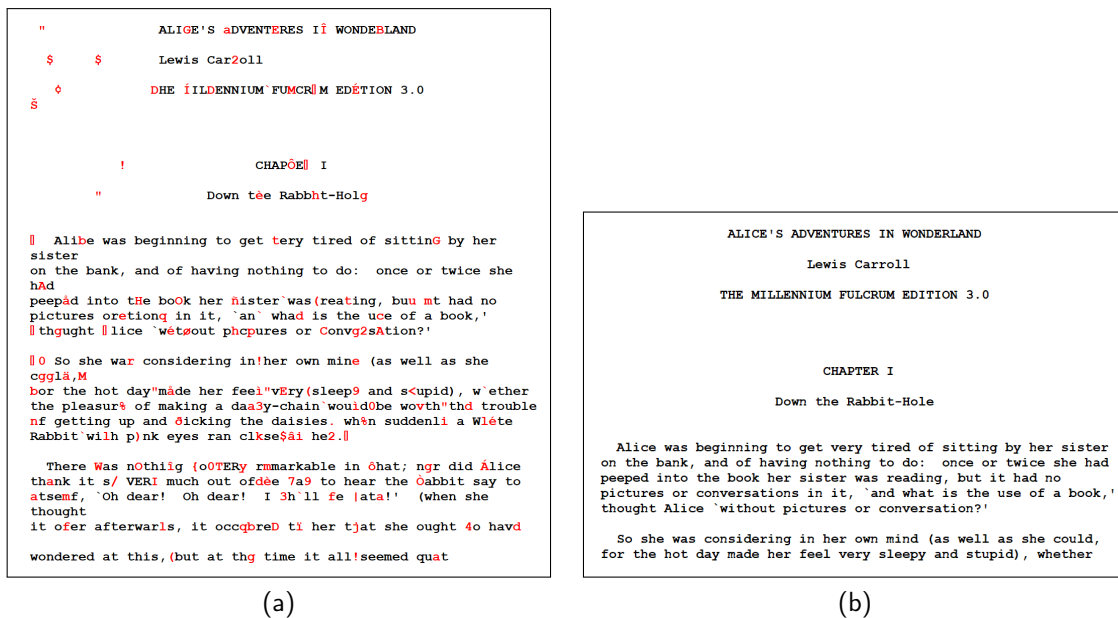 " ALIGE'S aDVENTERES IÎ WONDEBLAND
$ $ Lewis Car2oll
¢ DHE ÍILDENNIUM`FUMCR▯M EDÉTION 3.0
Š
! CHAPÔE▯ I
" Down tèe Rabbht-Holg
▯ Alibe was beginning to get tery tired of sittinG by her
sister
on the bank, and of having nothing to do: once or twice she
hAd
peepåd into tHe boOk her ñister`was(reating, buu mt had no
pictures oretionq in it, `an` whad is the uce of a book,'
▯thgught ▯lice `wétøout phcpures or Convg2sAtion?'
▯0 So she war considering in!her own mine (as well as she
cgglä,M
bor the hot day"måde her feeì"vEry(sleep9 and s<upid), w`ether
the pleasur% of making a daa3y-chain`wouìd0be wovth"thd trouble
nf getting up and ðicking the daisies. wh%n suddenli a Wléte
Rabbit`wilh p)nk eyes ran clkse$âi he2.▯
There Was nOthiîg {o0TERy rmmarkable in ôhat; ngr did Álice
thank it s/ VERI much out ofdèe 7a9 to hear the Òabbit say to
atsemf, `Oh dear! Oh dear! I 3h`ll fe |ata!' (when she
thought
it ofer afterwarls, it occqbreD tï her tjat she ought 4o havd
wondered at this,(but at thg time it all!seemed quat
(a)
ALICE'S ADVENTURES IN WONDERLAND
Lewis Carroll
THE MILLENNIUM FULCRUM EDITION 3.0
CHAPTER I
Down the Rabbit-Hole
Alice was beginning to get very tired of sitting by her sister
on the bank, and of having nothing to do: once or twice she had
peeped into the book her sister was reading, but it had no
pictures or conversations in it, `and what is the use of a book,'
thought Alice `without pictures or conversation?'
So she was considering in her own mind (as well as she could,
for the hot day made her feel very sleepy and stupid), whether
(b)